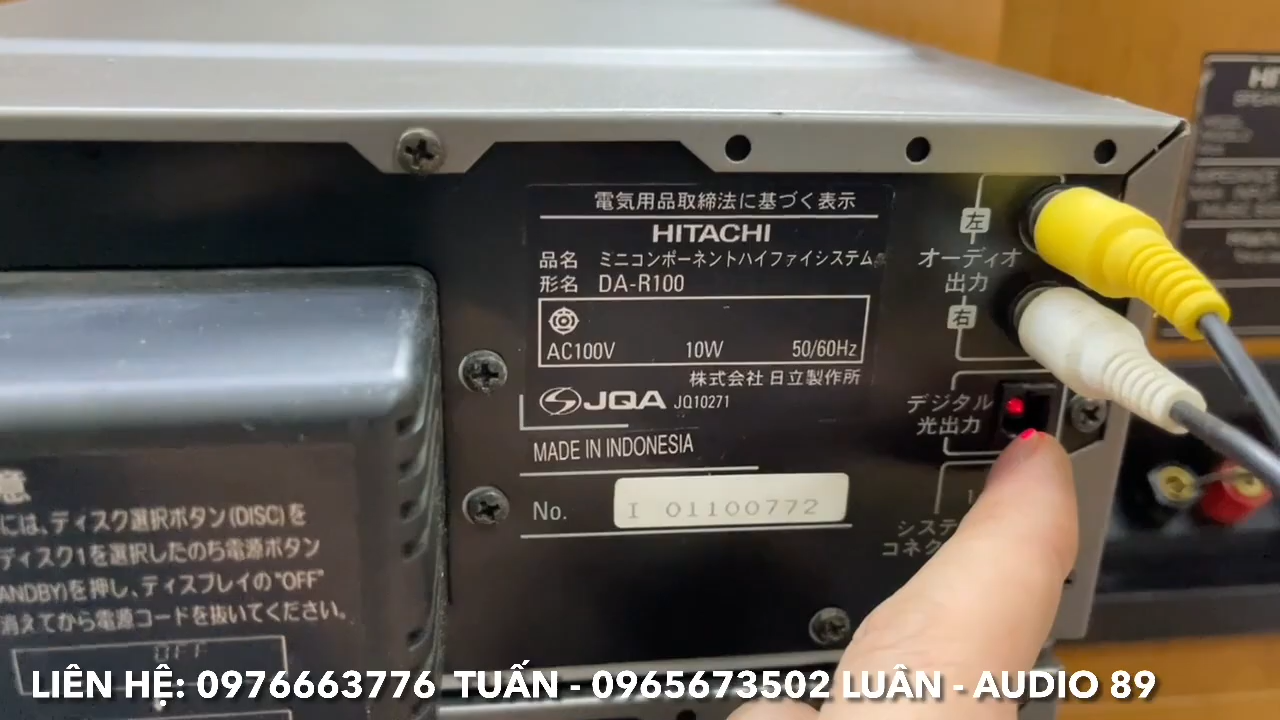 電気用品取締法に基づく表示
HITACHI
品名 ミニコンポーネントハイファイシステム
形名 DA-R100
AC100V 10W 50/60Hz
株式会社 日立製作所
JQA JQ10271
MADE IN INDONESIA
No. I 01100772
左
オーディオ
出力
右
デジタル
光出力
システ
コネク
には、ディスク選択ボタン(DISC)を
ディスク1を選択したのち電源ボタン
ANDBY)を押し、ディスプレイの"OFF"
消えてから電源コードを抜いてください。
OFF
LIÊN HỆ: 0976663776 TUẤN - 0965673502 LUÂN - AUDIO 89